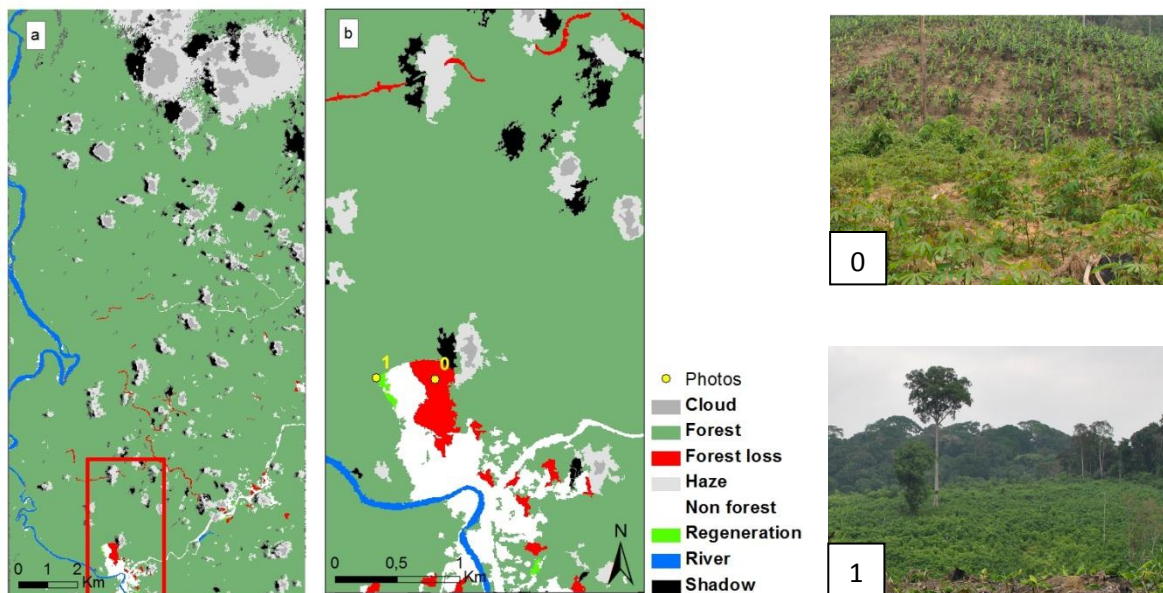 a
0 1 2
Km
b
1
0
0 0,5 1
Km
N
Photos
Cloud
Forest
Forest loss
Haze
Non forest
Regeneration
River
Shadow
0
1